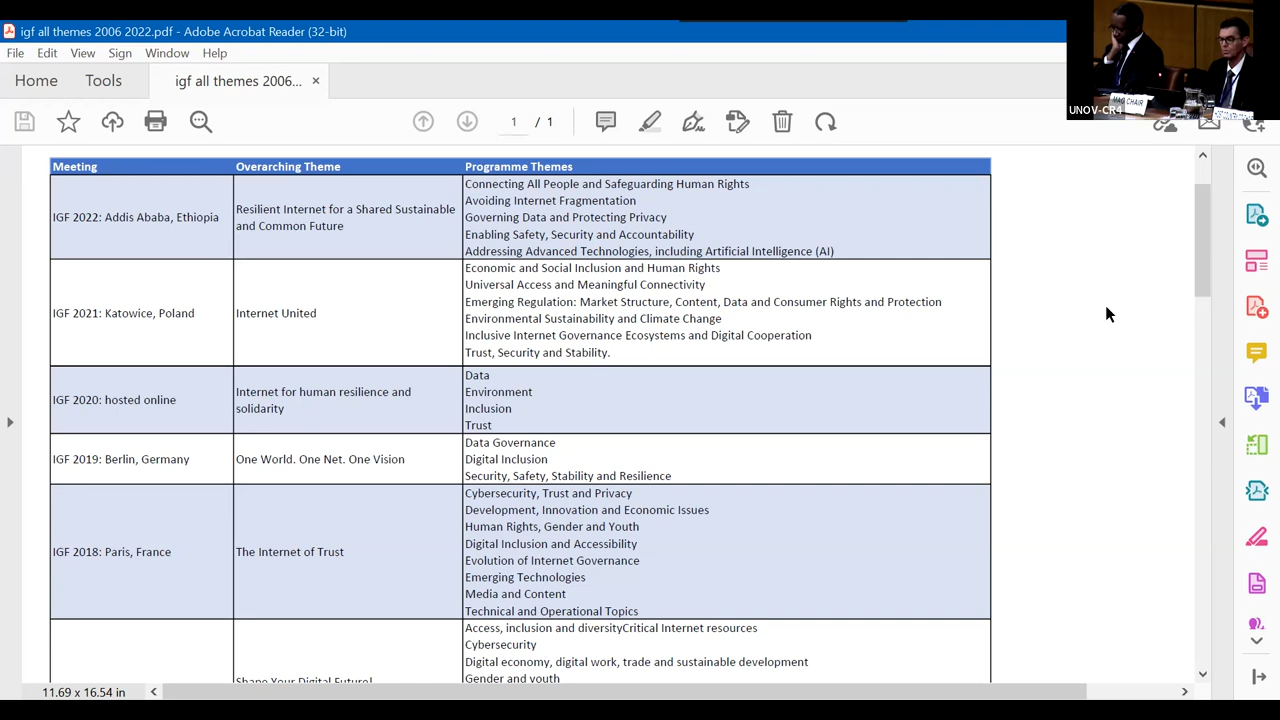 igf all themes 2006 2022.pdf - Adobe Acrobat Reader (32-bit)
File Edit View Sign Window Help
Home Tools igf all themes 2006... ×
1 / 1
MAG CHAIR
UNOV-CR4
Meeting Overarching Theme Programme Themes
IGF 2022: Addis Ababa, Ethiopia
Resilient Internet for a Shared Sustainable
and Common Future
Connecting All People and Safeguarding Human Rights
Avoiding Internet Fragmentation
Governing Data and Protecting Privacy
Enabling Safety, Security and Accountability
Addressing Advanced Technologies, including Artificial Intelligence (AI)
IGF 2021: Katowice, Poland
Internet United
Economic and Social Inclusion and Human Rights
Universal Access and Meaningful Connectivity
Emerging Regulation: Market Structure, Content, Data and Consumer Rights and Protection
Environmental Sustainability and Climate Change
Inclusive Internet Governance Ecosystems and Digital Cooperation
Trust, Security and Stability.
IGF 2020: hosted online
Internet for human resilience and
solidarity
Data
Environment
Inclusion
Trust
IGF 2019: Berlin, Germany
One World. One Net. One Vision
Data Governance
Digital Inclusion
Security, Safety, Stability and Resilience
IGF 2018: Paris, France
The Internet of Trust
Cybersecurity, Trust and Privacy
Development, Innovation and Economic Issues
Human Rights, Gender and Youth
Digital Inclusion and Accessibility
Evolution of Internet Governance
Emerging Technologies
Media and Content
Technical and Operational Topics
Shape Your Digital Future!
Access, inclusion and diversityCritical Internet resources
Cybersecurity
Digital economy, digital work, trade and sustainable development
Gender and youth
11.69 x 16.54 in